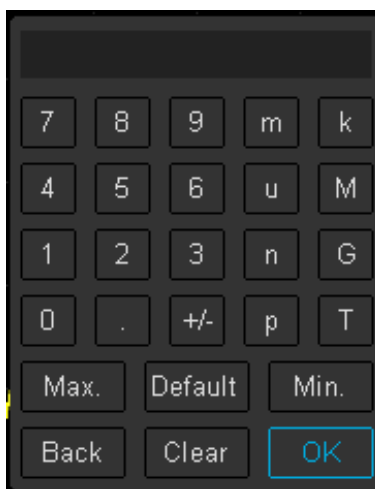 7 8 9 m k
4 5 6 u M
1 2 3 n G
0 . +/- p T
Max. Default Min.
Back Clear OK